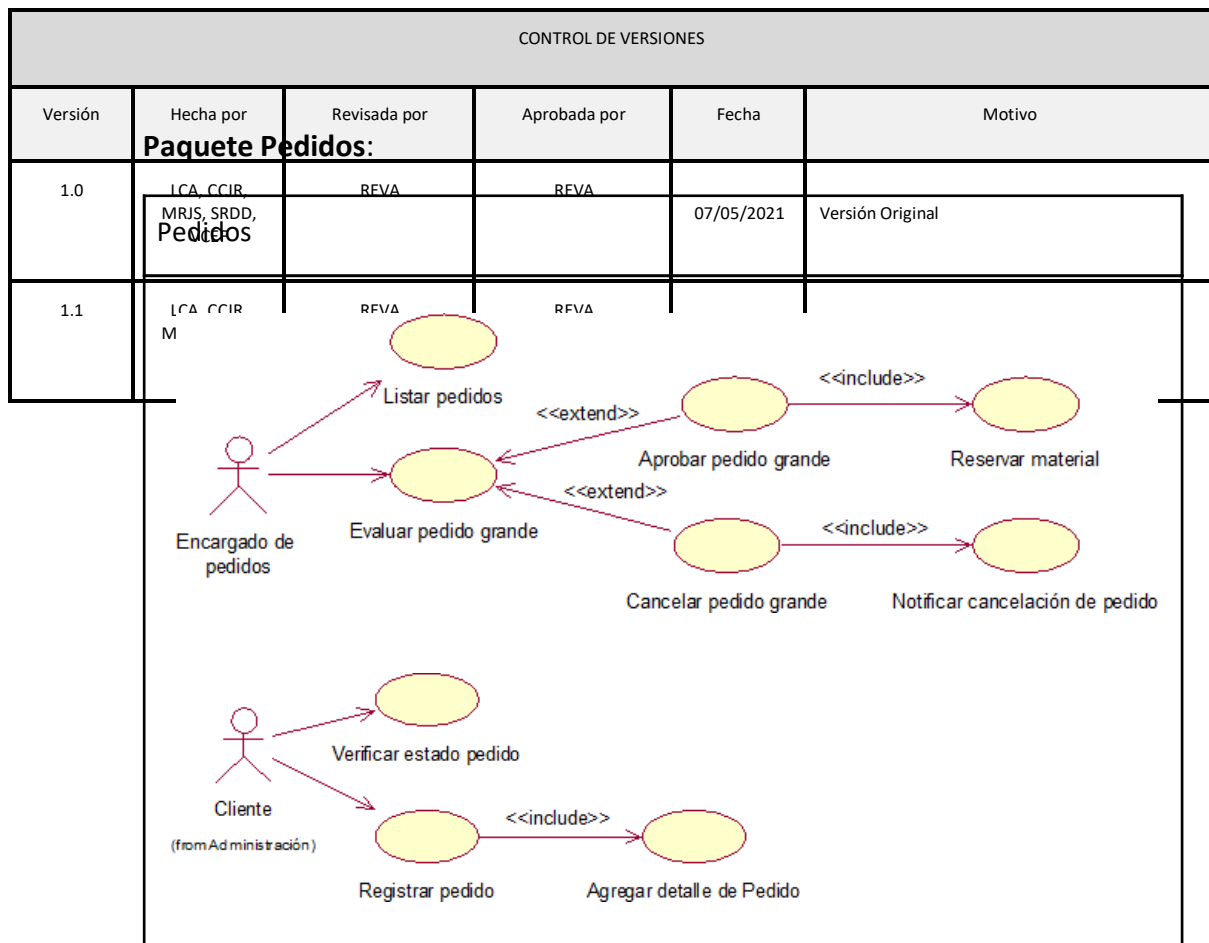 CONTROL DE VERSIONES
Versión Hecha por Revisada por Aprobada por Fecha Motivo
Paquete Pedidos:
1.0 LCA, CCIR, REVA REVA
MRJS, SRDD, 07/05/2021 Versión Original
Pedidos
1.1 LCA, CCIR REVA REVA
M
Listar pedidos
<<include>>
<<extend>>
Aprobar pedido grande
Reservar material
<<extend>>
Evaluar pedido grande
<<include>>
Encargado de
pedidos
Cancelar pedido grande
Notificar cancelación de pedido
Verificar estado pedido
Cliente
(from Administración)
<<include>>
Registrar pedido
Agregar detalle de Pedido